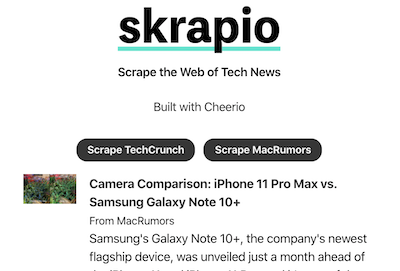 skrapio
Scrape the Web of Tech News
Built with Cheerio
Scrape TechCrunch
Scrape MacRumors
Camera Comparison: iPhone 11 Pro Max vs.
Samsung Galaxy Note 10+
From MacRumors
Samsung's Galaxy Note 10+, the company's newest
flagship device, was unveiled just a month ahead of